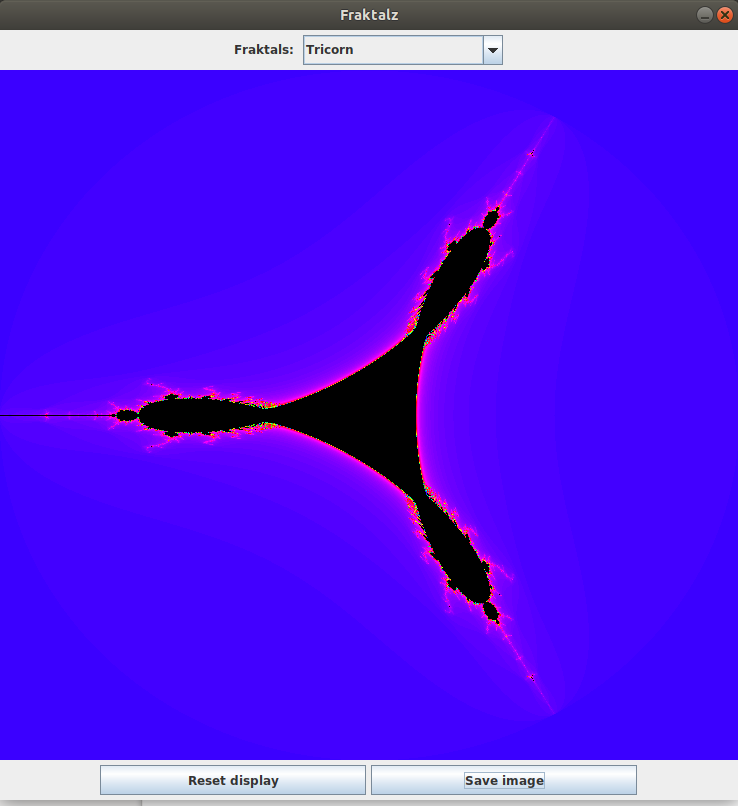 Fraktalz
Fraktals: Tricorn
Reset display Save image